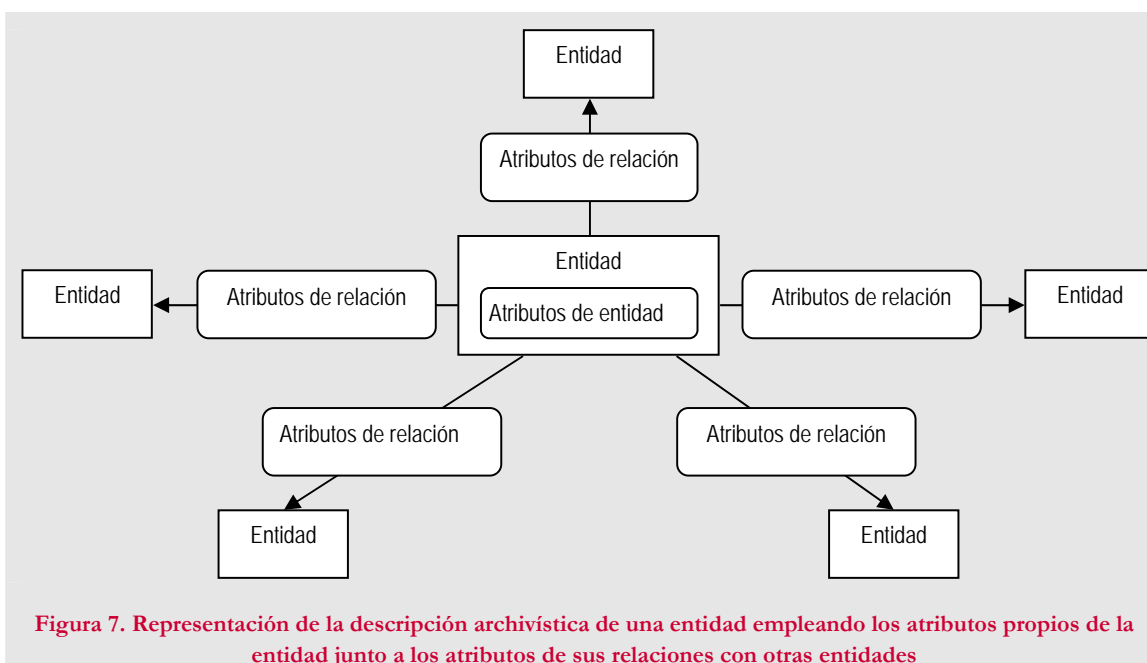 Entidad
Atributos de relación
Entidad
Entidad
Atributos de relación
Atributos de entidad
Atributos de relación
Entidad
Atributos de relación
Atributos de relación
Entidad
Entidad
Figura 7. Representación de la descripción archivística de una entidad empleando los atributos propios de la
entidad junto a los atributos de sus relaciones con otras entidades